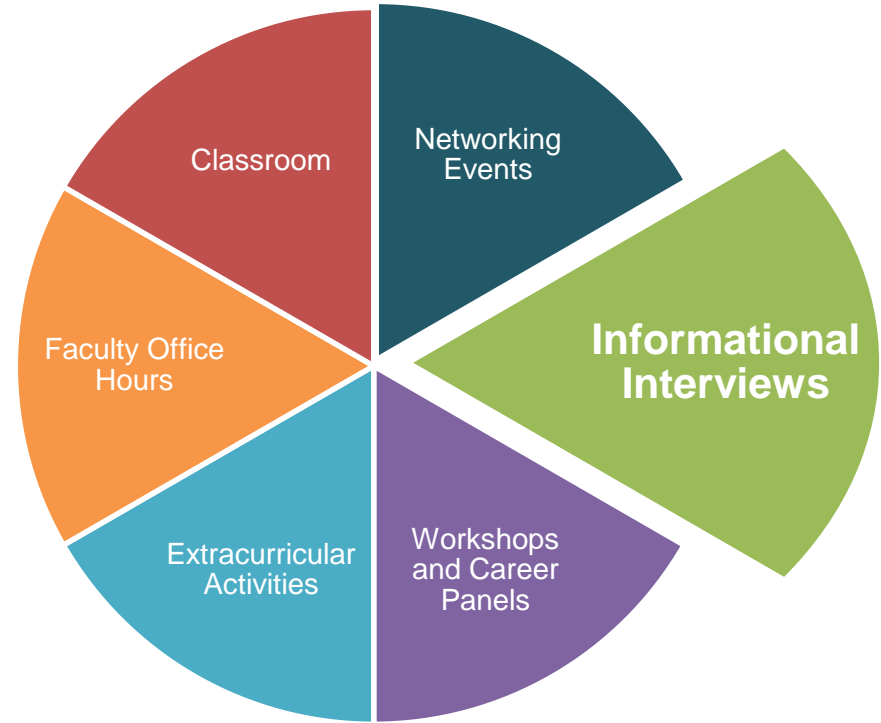 Networking
Events
Classroom
Informational
Interviews
Faculty Office
Hours
Workshops
and Career
Panels
Extracurricular
Activities